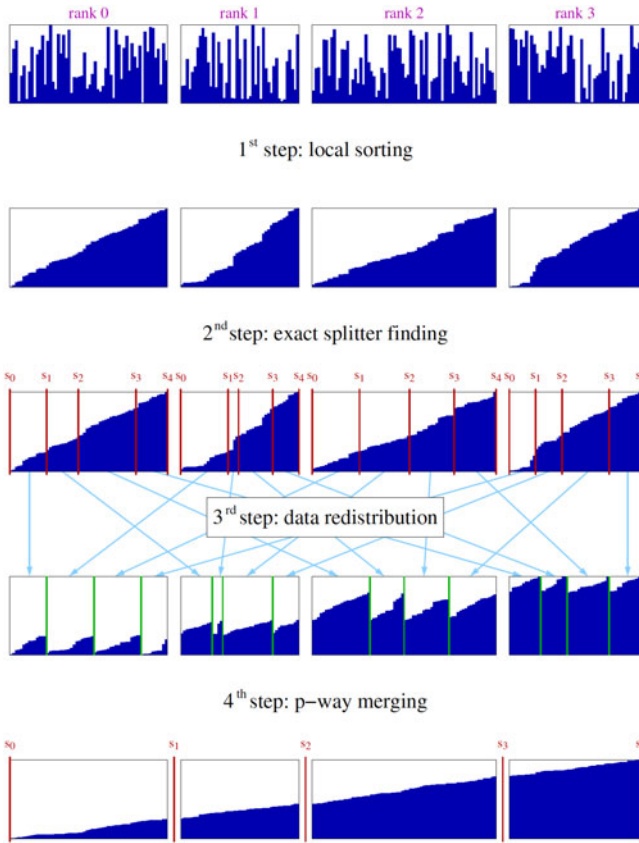 rank 0 rank 1 rank 2 rank 3
1st step: local sorting
2nd step: exact splitter finding
s0 s1 s2 s3 s4 s0 s1 s2 s3 s4 s0 s1 s2 s3 s4 s0 s1 s2 s3
3rd step: data redistribution
4th step: p-way merging
s0 s1 s2 s3